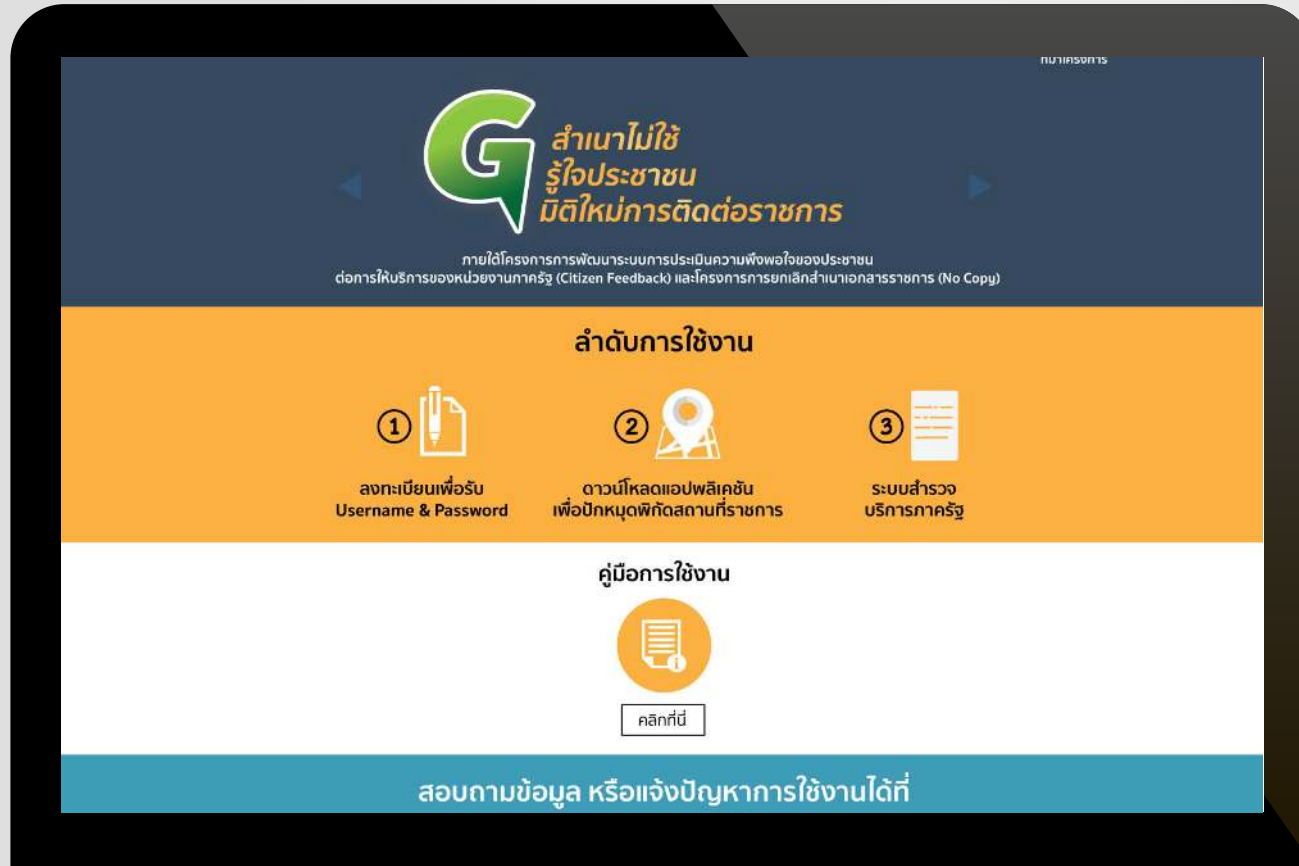 ที่มาโครงการ
G
สำเนาไม่ใช้
รู้ใจประชาชน
มิติใหม่การติดต่อราชการ
ภายใต้โครงการการพัฒนาระบบการประเมินความพึงพอใจของประชาชน
ต่อการให้บริการของหน่วยงานภาครัฐ (Citizen Feedback) และโครงการการยกเลิกสำเนาเอกสารราชการ (No Copy)
ลำดับการใช้งาน
1
ลงทะเบียนเพื่อรับ
Username & Password
2
ดาวน์โหลดแอปพลิเคชัน
เพื่อปักหมุดพิกัดสถานที่ราชการ
3
ระบบสำรวจ
บริการภาครัฐ
คู่มือการใช้งาน
คลิกที่นี่
สอบถามข้อมูล หรือแจ้งปัญหาการใช้งานได้ที่